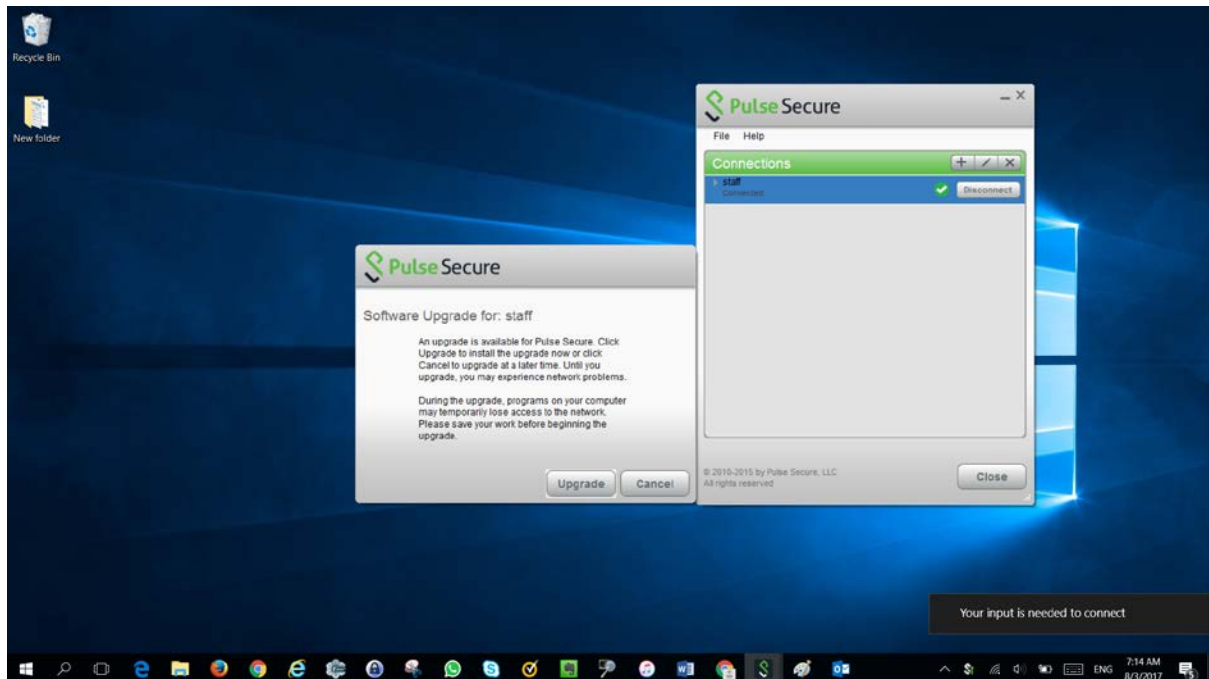 Recycle Bin
New folder
Pulse Secure
File Help
Connections
staff
Connected
Disconnect
© 2010-2015 by Pulse Secure, LLC
All rights reserved
Close
Pulse Secure
Software Upgrade for: staff
An upgrade is available for Pulse Secure. Click
Upgrade to install the upgrade now or click
Cancel to upgrade at a later time. Until you
upgrade, you may experience network problems.
During the upgrade, programs on your computer
may temporarily lose access to the network.
Please save your work before beginning the
upgrade.
Upgrade Cancel
Your input is needed to connect
ENG
7:14 AM
8/3/2017